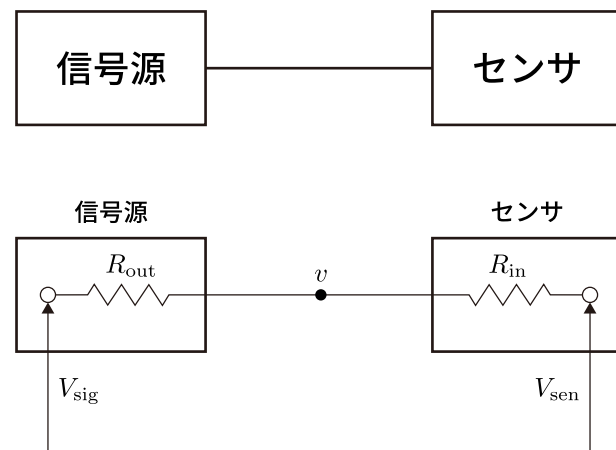 信号源
センサ
信号源
センサ
R_out
v
R_in
V_sig
V_sen